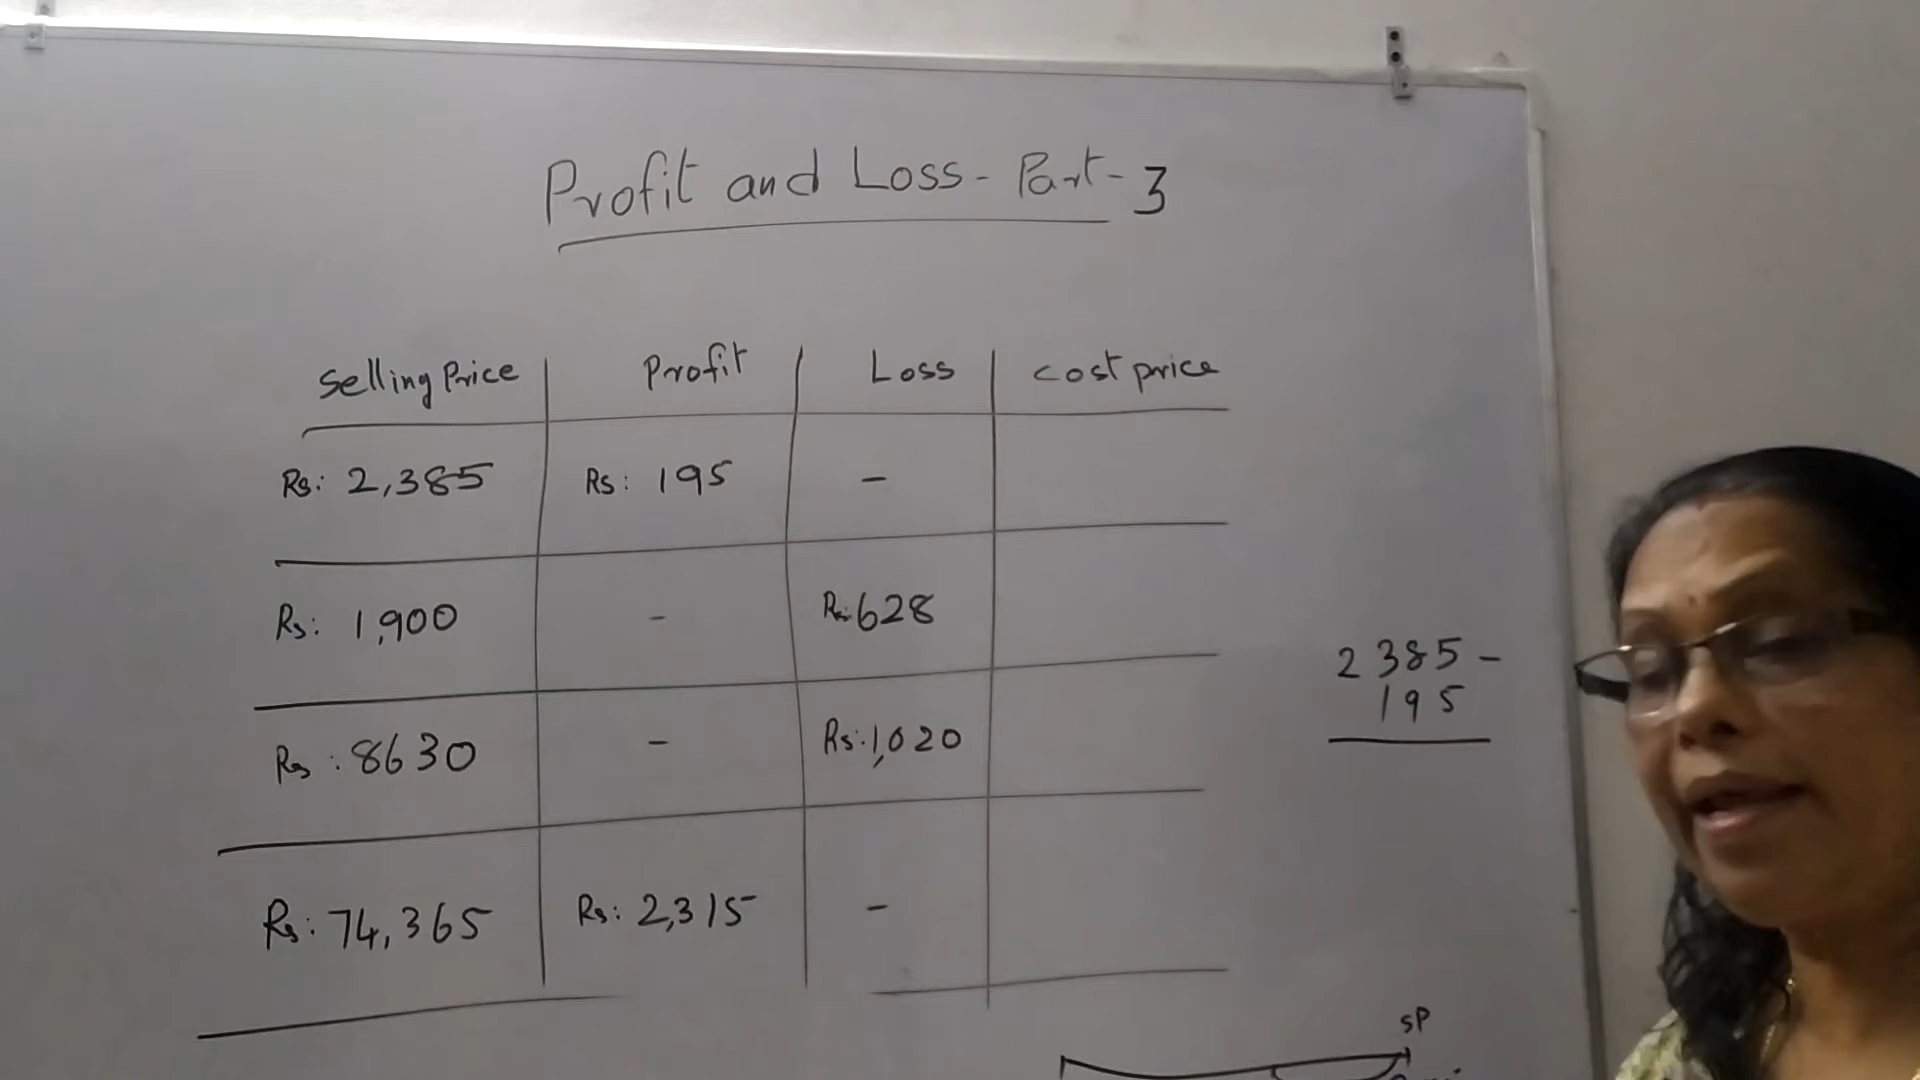 Profit and Loss - Part - 3
Selling Price Profit Loss cost price
Rs: 2,385 Rs: 195 -
Rs: 1,900 - Rs: 628
Rs: 8630 - Rs: 1,020
Rs: 74,365 Rs: 2,315 -
2385 -
195
SP